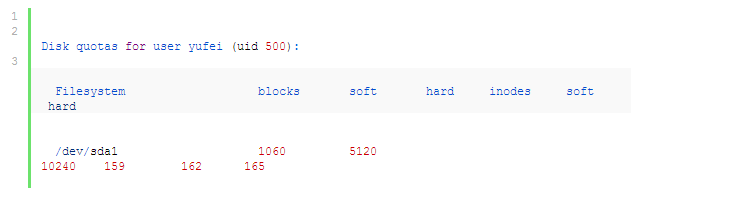 1
2
Disk quotas for user yufei (uid 500):
3
Filesystem blocks soft hard inodes soft
hard
/dev/sda1 1060 5120
10240 159 162 165